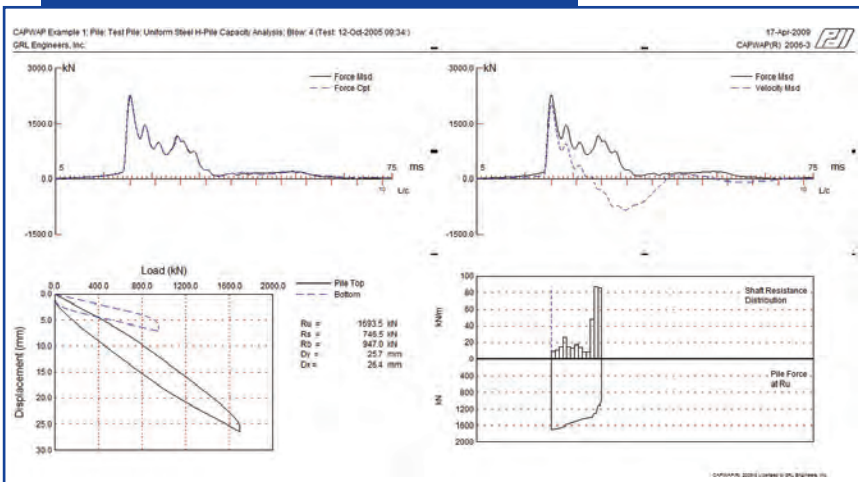 CAPWAP Example 1; Pile: Test Pile; Uniform Steel H-Pile Capacity Analysis; Blow: 4 (Test: 12-Oct-2005 09:34:)
GRL Engineers, Inc.
17-Apr-2009
CAPWAP(R) 2006-3
3000.0
kN
Force Msd
Force Cpt
1500.0
5
75
ms
0.0
10
L/c
-1500.0
3000.0
kN
Force Msd
Velocity Msd
1500.0
5
75
ms
0.0
10
L/c
-1500.0
Load (kN)
0.0 400.0 800.0 1200.0 1600.0 2000.0
Pile Top
Bottom
0.0
5.0
10.0
15.0
20.0
25.0
30.0
Displacement (mm)
Ru = 1693.5 kN
Rs = 746.5 kN
Rb = 947.0 kN
Dy = 25.7 mm
Dx = 26.4 mm
100
80
60
40
20
0
kN/m
Shaft Resistance
Distribution
400
800
1200
1600
2000
kN
Pile Force
at Ru